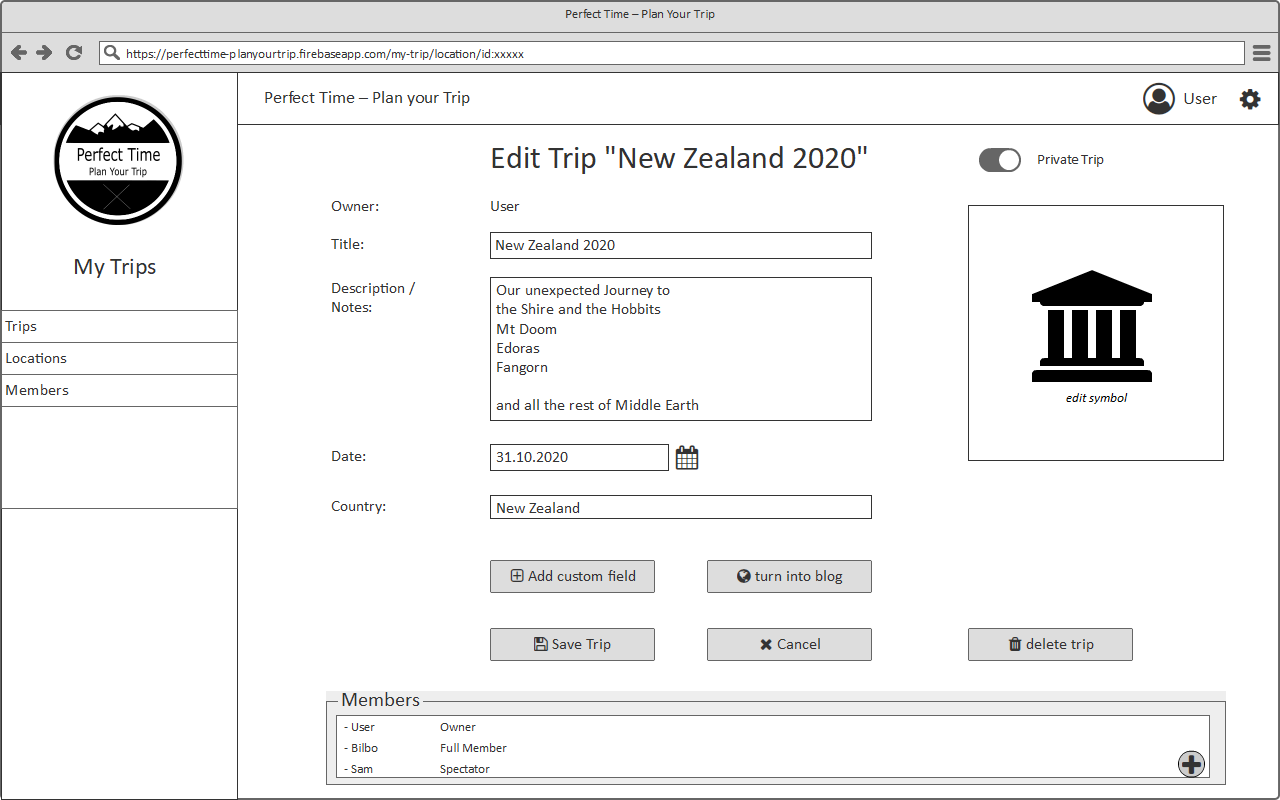 Perfect Time – Plan Your Trip
https://perfecttime-planyourtrip.firebaseapp.com/my-trip/location/id:xxxxx
Perfect Time – Plan your Trip
User
Perfect Time
Plan Your Trip
My Trips
Trips
Locations
Members
Edit Trip "New Zealand 2020"
Private Trip
Owner:
User
Title:
New Zealand 2020
Description /
Notes:
Our unexpected Journey to
the Shire and the Hobbits
Mt Doom
Edoras
Fangorn
and all the rest of Middle Earth
edit symbol
Date:
31.10.2020
Country:
New Zealand
Add custom field
turn into blog
Save Trip
Cancel
delete trip
Members
- User Owner
- Bilbo Full Member
- Sam Spectator